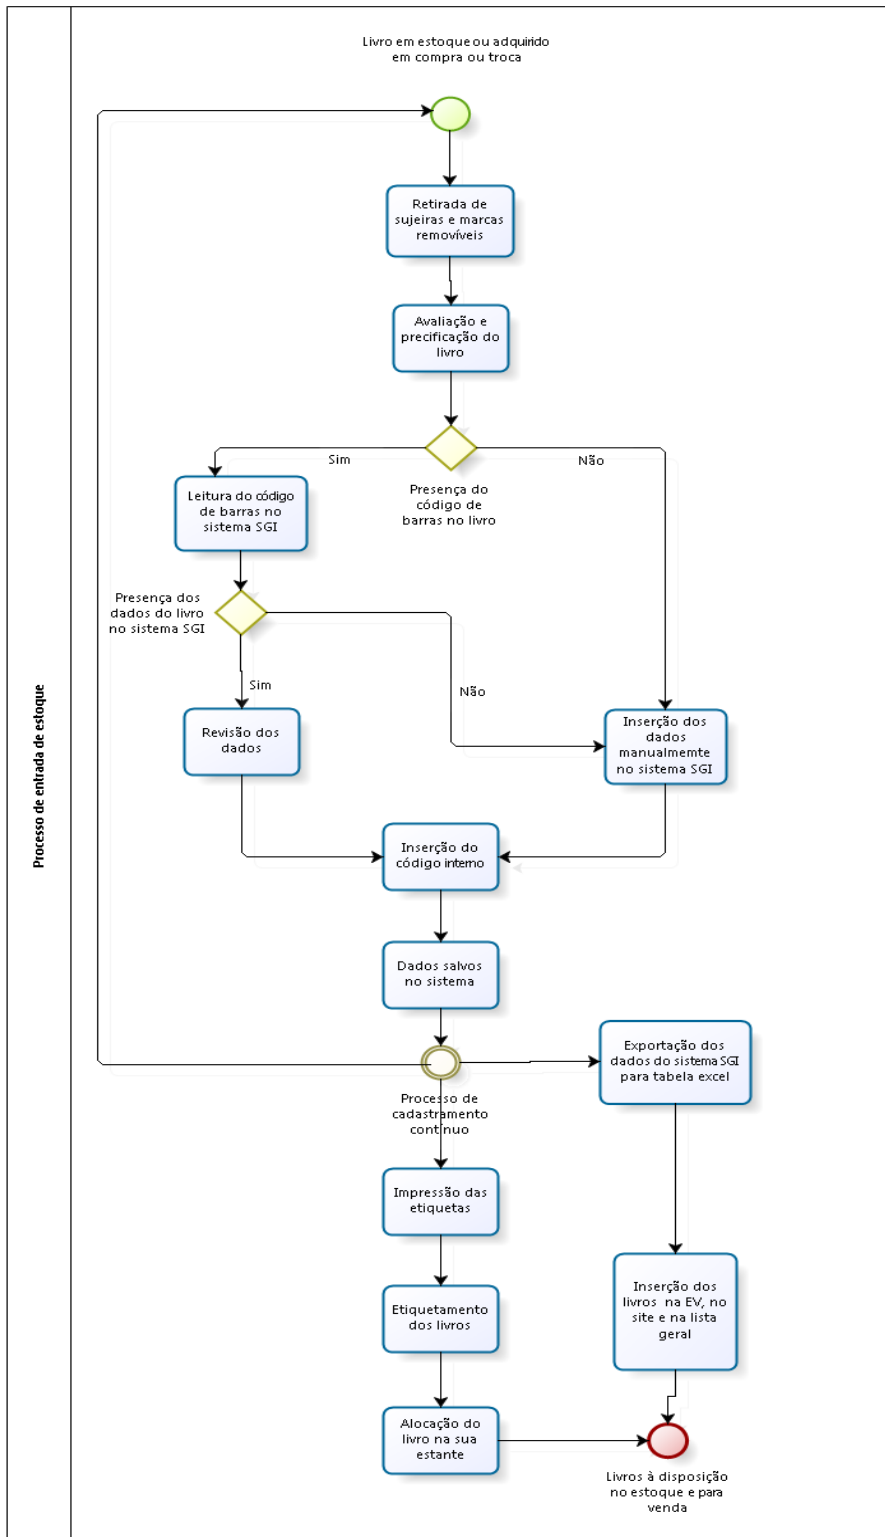 Processo de entrada de estoque
Livro em estoque ou adquirido
em compra ou troca
Retirada de
sujeiras e marcas
removíveis
Avaliação e
precificação do
livro
Sim
Não
Presença do
código de
barras no livro
Leitura do código
de barras no
sistema SGI
Presença dos
dados do livro
no sistema SGI
Sim
Não
Revisão dos
dados
Inserção dos
dados
manualmemte
no sistema SGI
Inserção do
código interno
Dados salvos
no sistema
Exportação dos
dados do sistema SGI
para tabela excel
Processo de
cadastramento
contínuo
Impressão das
etiquetas
Inserção dos
livros na EV, no
site e na lista
geral
Etiquetamento
dos livros
Alocação do
livro na sua
estante
Livros à disposição
no estoque e para
venda